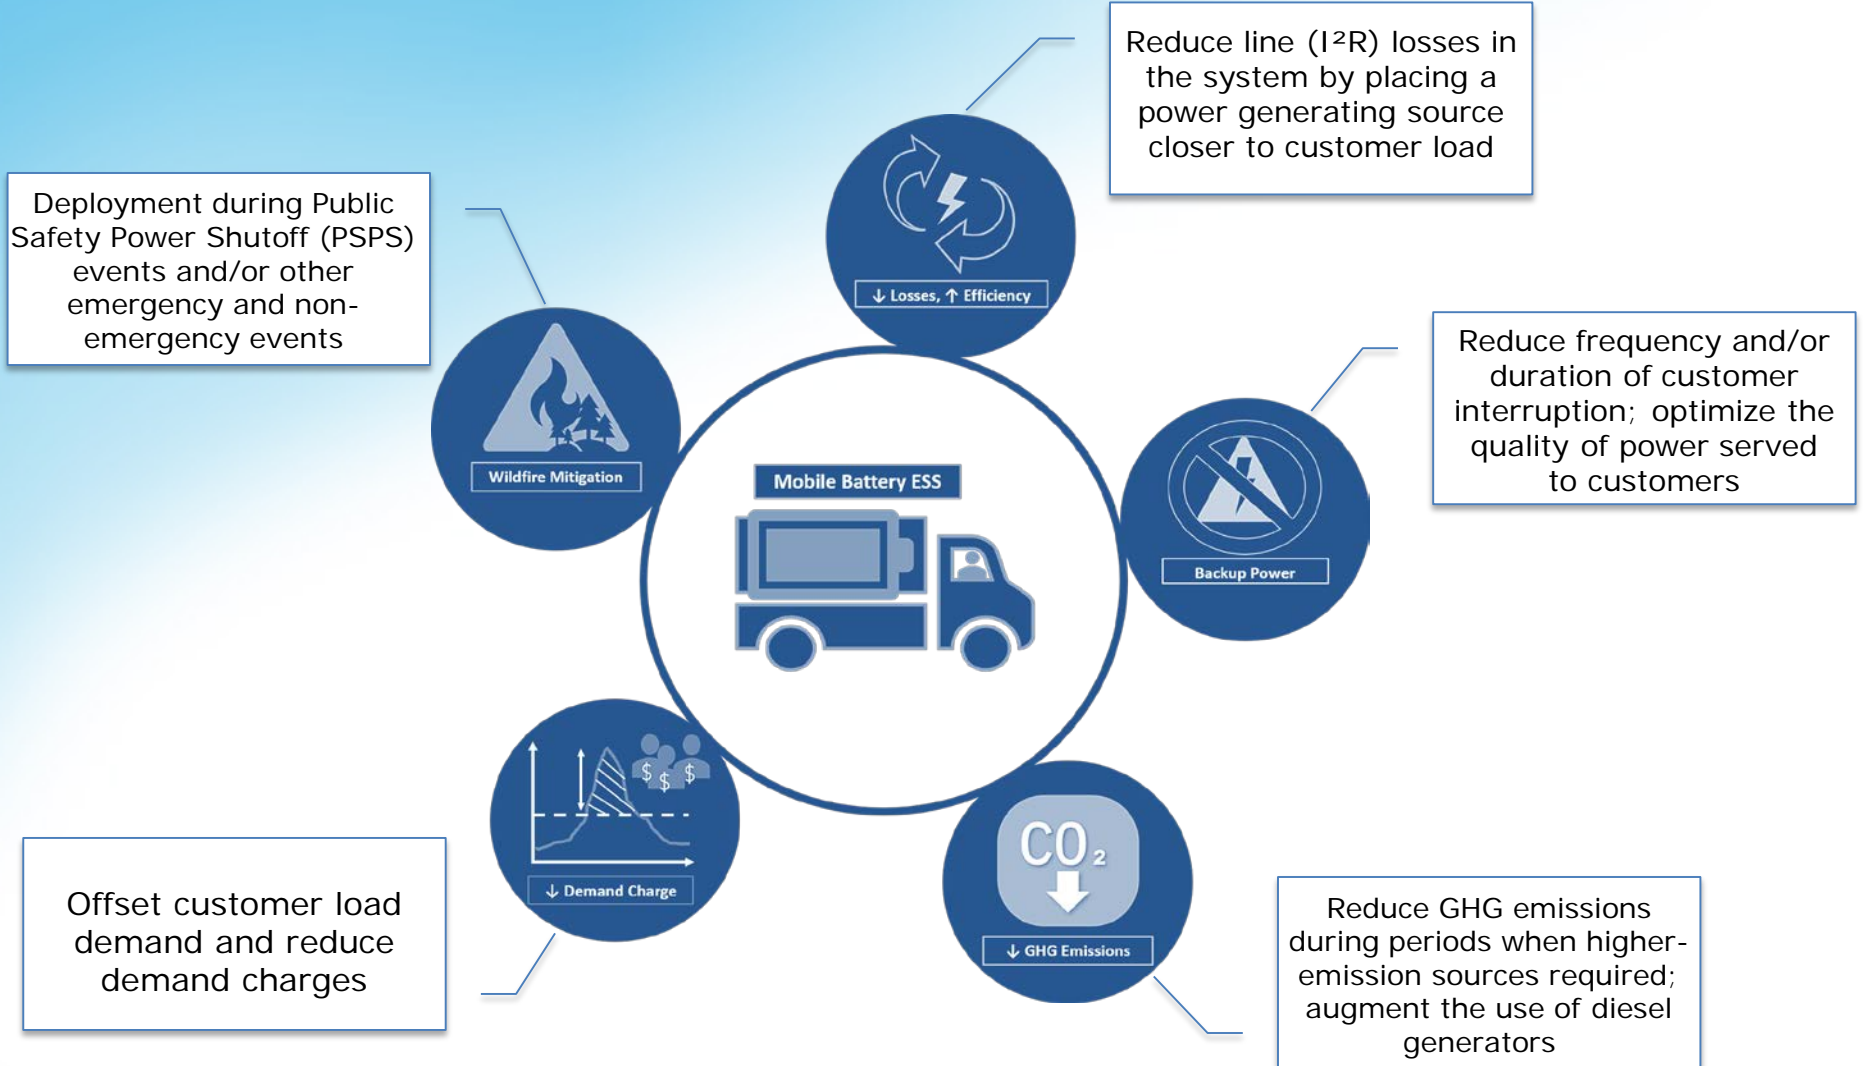 Reduce line (I²R) losses in
the system by placing a
power generating source
closer to customer load
Deployment during Public
Safety Power Shutoff (PSPS)
events and/or other
emergency and non-
emergency events
↓ Losses, ↑ Efficiency
Reduce frequency and/or
duration of customer
interruption; optimize the
quality of power served
to customers
Wildfire Mitigation
Mobile Battery ESS
Backup Power
$ $ $
↓ Demand Charge
CO₂
↓ GHG Emissions
Offset customer load
demand and reduce
demand charges
Reduce GHG emissions
during periods when higher-
emission sources required;
augment the use of diesel
generators